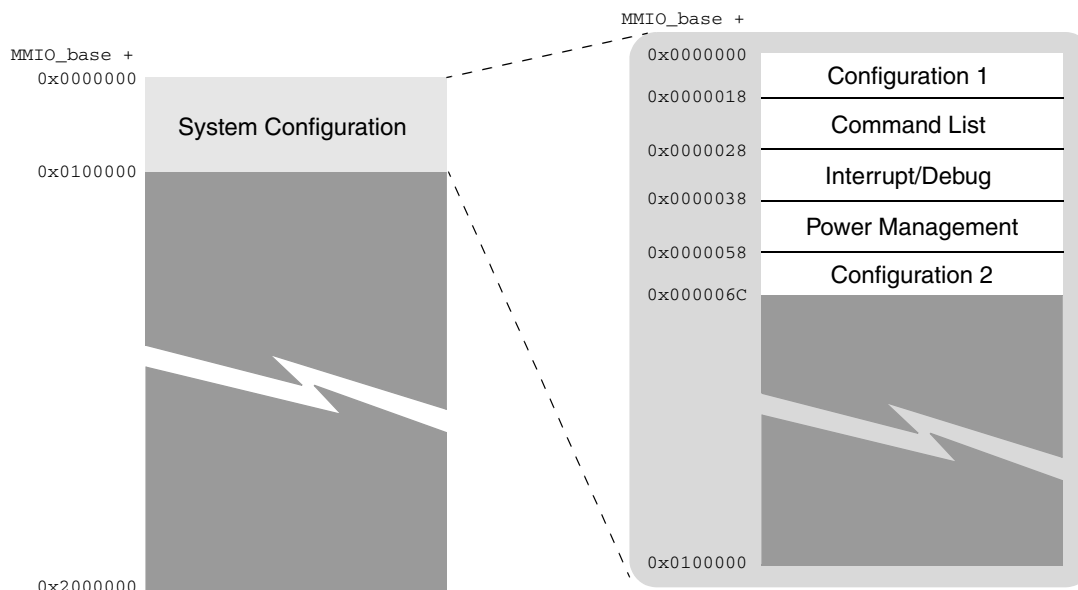 MMIO_base +
0x0000000
System Configuration
0x0100000
0x2000000
MMIO_base +
0x0000000
Configuration 1
0x0000018
Command List
0x0000028
Interrupt/Debug
0x0000038
Power Management
0x0000058
Configuration 2
0x000006C
0x0100000